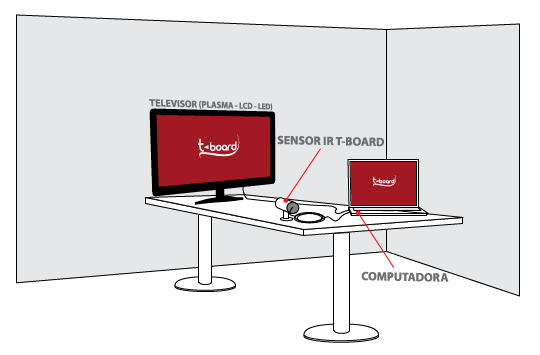 TELEVISOR (PLASMA - LCD - LED)
t-board
SENSOR IR T-BOARD
t-board
COMPUTADORA